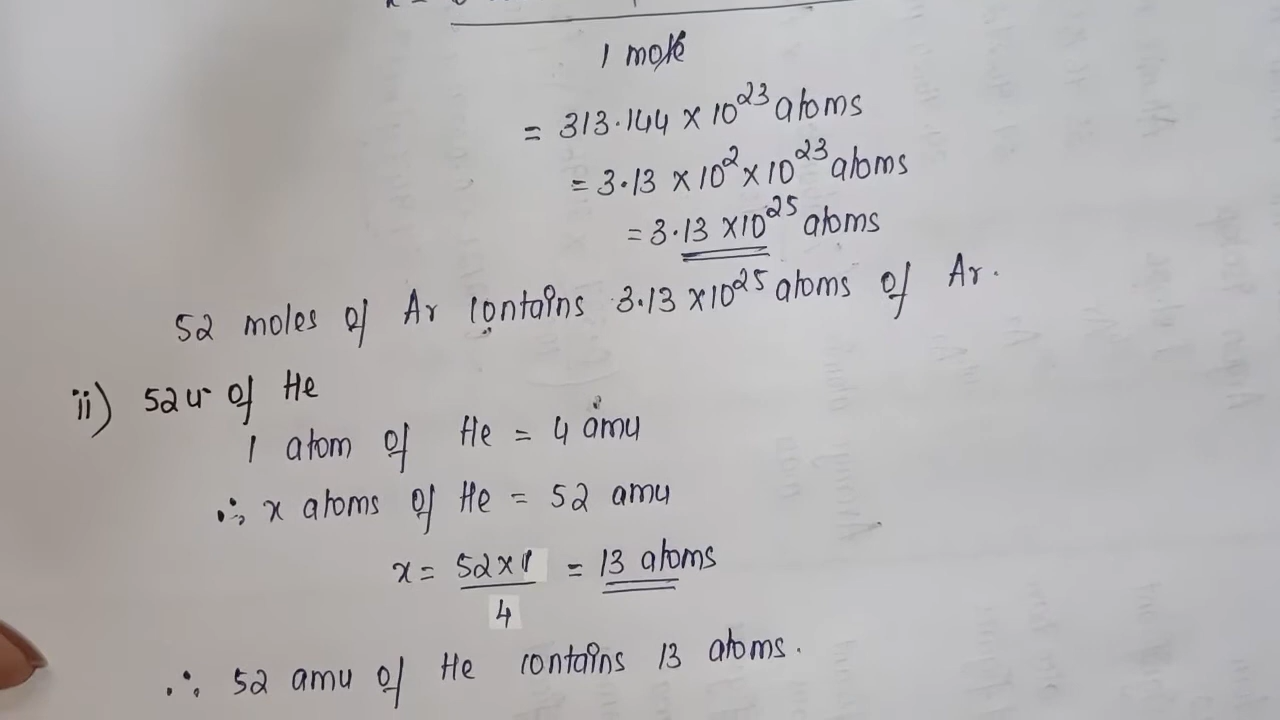 1 mole
= 313.144 × 10²³ atoms
= 3.13 × 10² × 10²³ atoms
= 3.13 × 10²⁵ atoms
52 moles of Ar contains 3.13 × 10²⁵ atoms of Ar.
ii) 52u of He
1 atom of He = 4 amu
∴ x atoms of He = 52 amu
x = 52 × 1 / 4 = 13 atoms
∴ 52 amu of He contains 13 atoms.